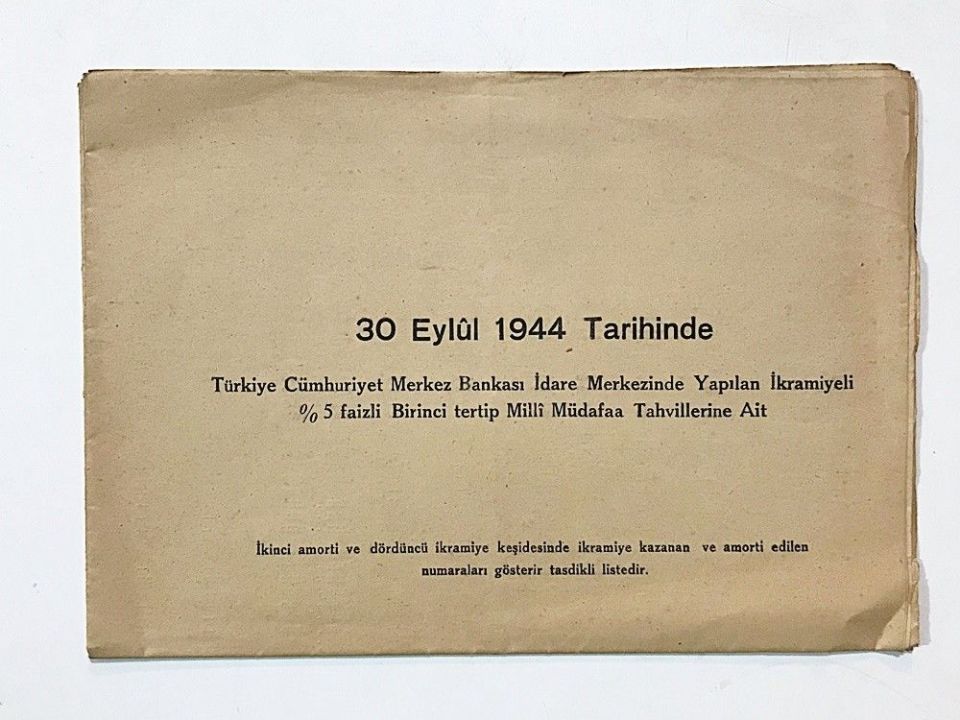 30 Eylûl 1944 Tarihinde
Türkiye Cümhuriyet Merkez Bankası İdare Merkezinde Yapılan İkramiyeli
% 5 faizli Birinci tertip Millî Müdafaa Tahvillerine Ait
İkinci amorti ve dördüncü ikramiye keşidesinde ikramiye kazanan ve amorti edilen
numaraları gösterir tasdikli listedir.